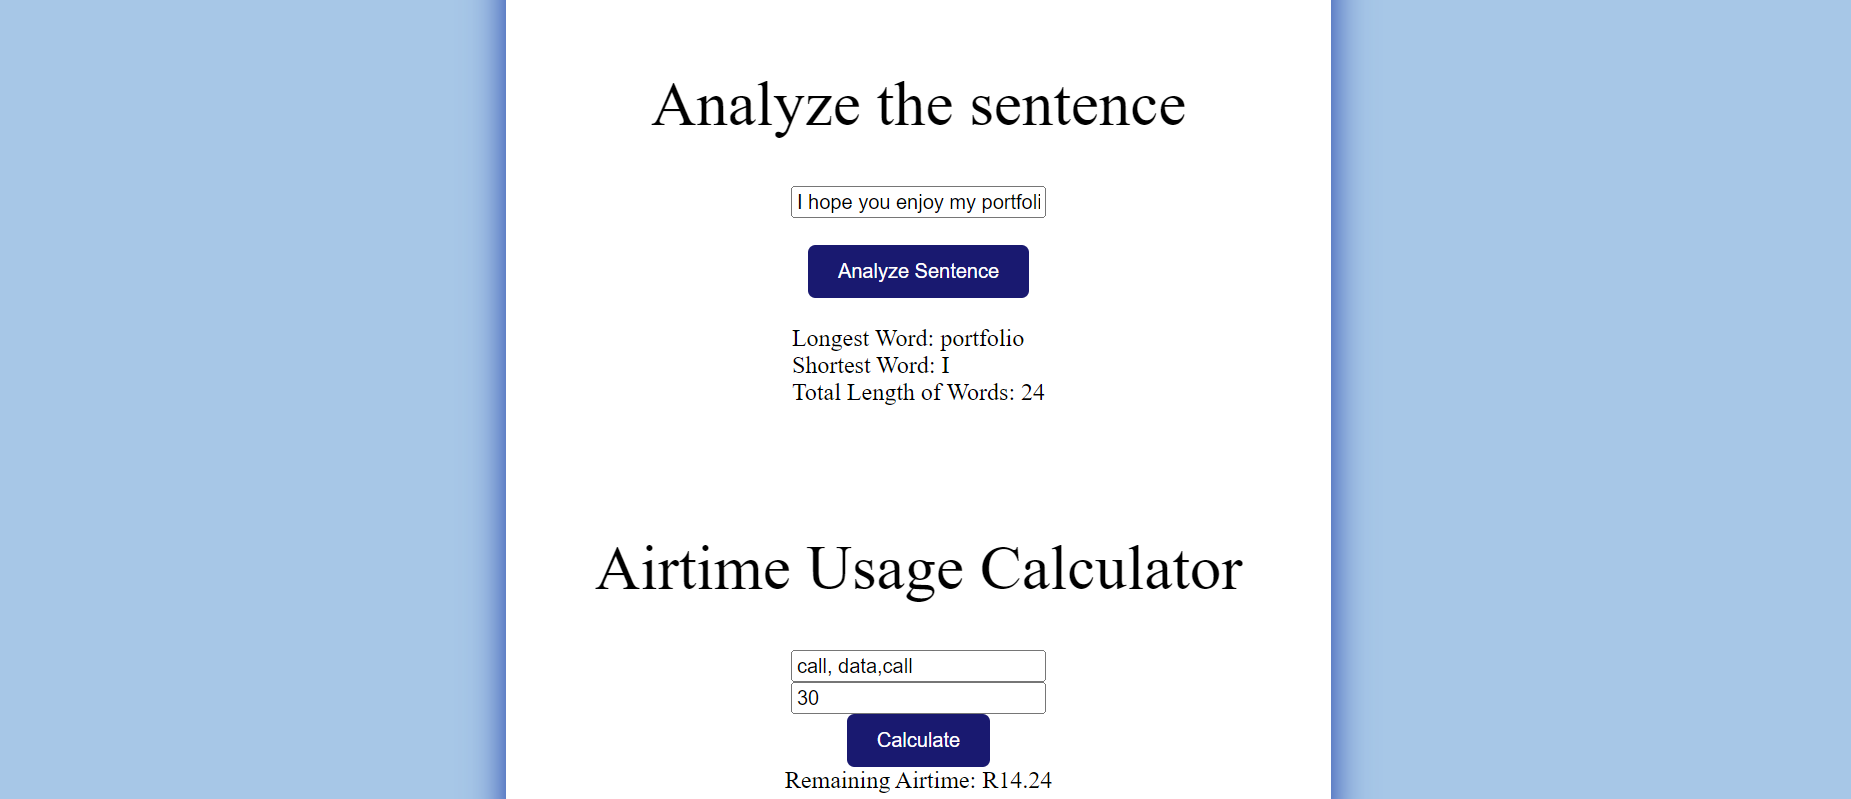 Analyze the sentence
I hope you enjoy my portfoli
Analyze Sentence
Longest Word: portfolio
Shortest Word: I
Total Length of Words: 24
Airtime Usage Calculator
call, data,call
30
Calculate
Remaining Airtime: R14.24